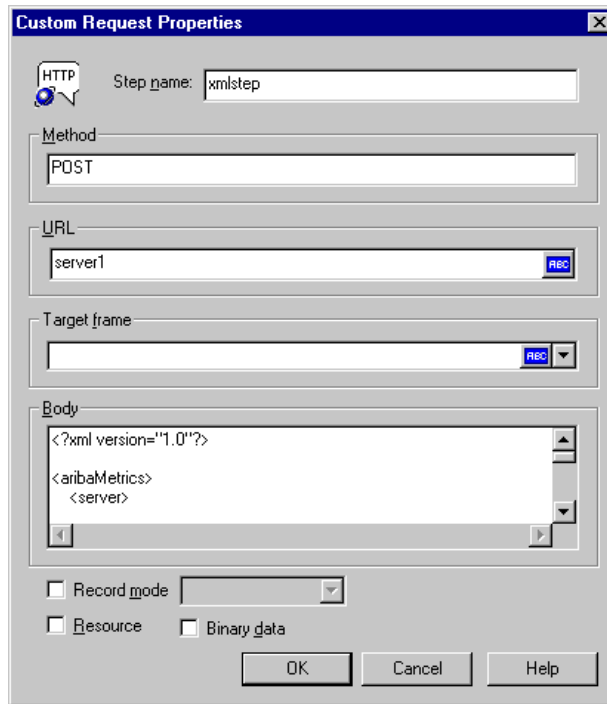 Custom Request Properties
HTTP
Step name: xmlstep
Method
POST
URL
server1
ABC
Target frame
ABC
Body
<?xml version="1.0"?>
<aribaMetrics>
<server>
Record mode
Resource
Binary data
OK
Cancel
Help